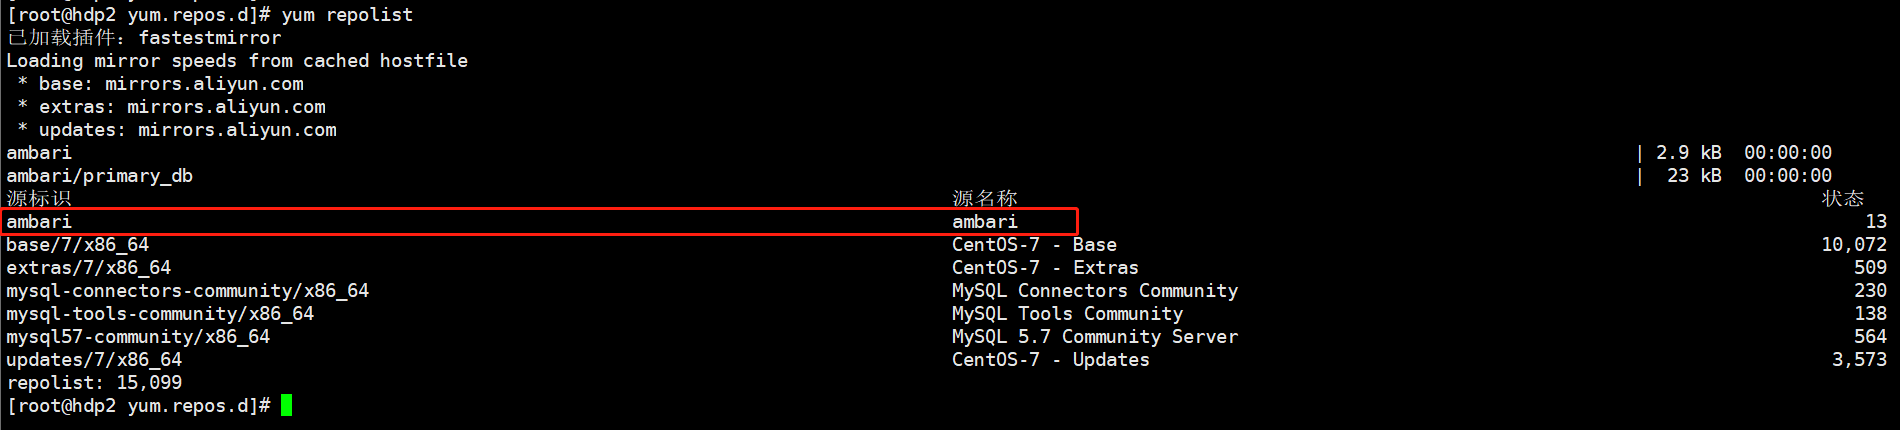 [root@hdp2 yum.repos.d]# yum repolist
已加载插件：fastestmirror
Loading mirror speeds from cached hostfile
 * base: mirrors.aliyun.com
 * extras: mirrors.aliyun.com
 * updates: mirrors.aliyun.com
ambari | 2.9 kB 00:00:00
ambari/primary_db | 23 kB 00:00:00
源标识 源名称 状态
ambari ambari 13
base/7/x86_64 CentOS-7 - Base 10,072
extras/7/x86_64 CentOS-7 - Extras 509
mysql-connectors-community/x86_64 MySQL Connectors Community 230
mysql-tools-community/x86_64 MySQL Tools Community 138
mysql57-community/x86_64 MySQL 5.7 Community Server 564
updates/7/x86_64 CentOS-7 - Updates 3,573
repolist: 15,099
[root@hdp2 yum.repos.d]#